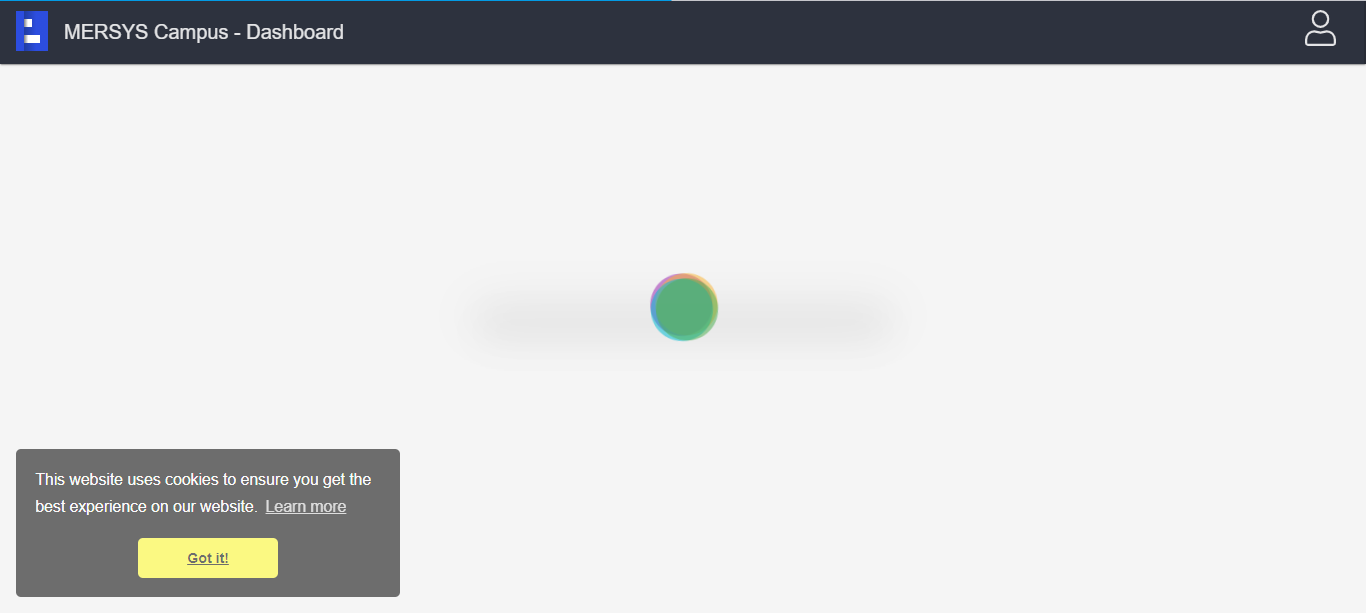 MERSYS Campus - Dashboard
This website uses cookies to ensure you get the
best experience on our website. Learn more
Got it!